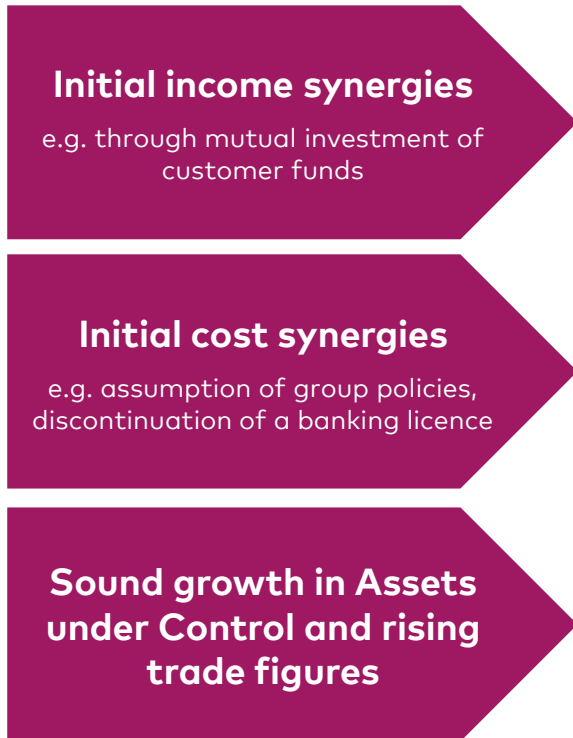 Initial income synergies
e.g. through mutual investment of
customer funds
Initial cost synergies
e.g. assumption of group policies,
discontinuation of a banking licence
Sound growth in Assets
under Control and rising
trade figures